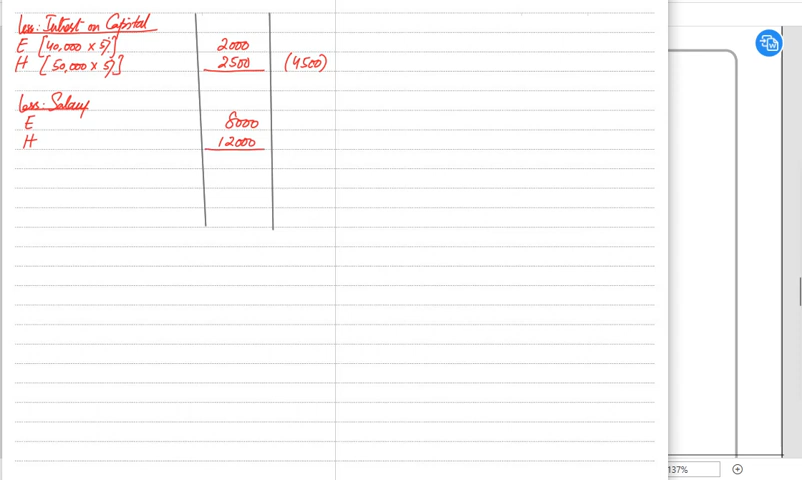 Less: Interest on Capital
E [40,000 x 5%] 2000
H [50,000 x 5%] 2500 (4500)
Less: Salary
E 8000
H 12000
137%